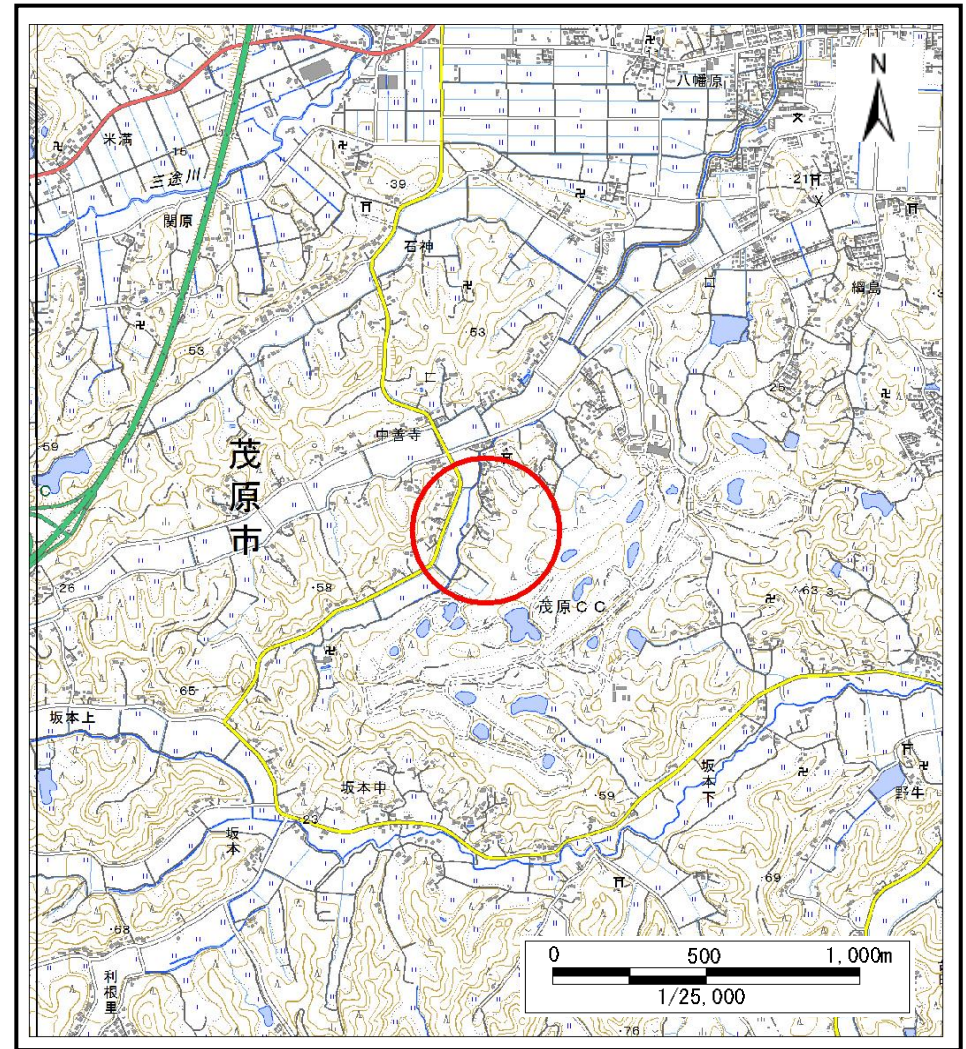 八幡原
N
米満
15
三途川
39
21
関原
石神
綱島
53
53
25
59
中善寺
茂原市
26
58
63
茂原CC
65
坂本上
坂本下
坂本中
59
野牛
23
坂本
69
68
利根里
0 500 1,000m
1/25,000
76